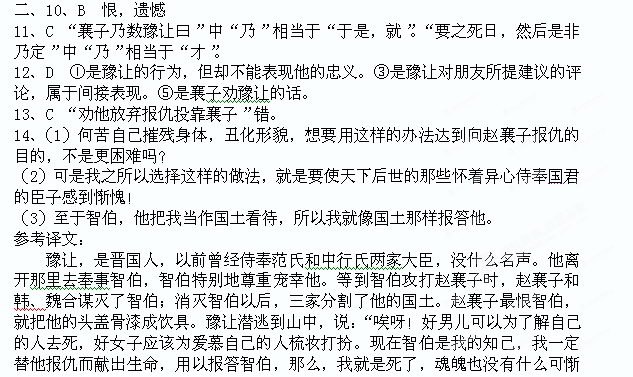 二、10、B　恨，遗憾
11、C “襄子乃数豫让曰”中“乃”相当于“于是，就”。“要之死日，然后是非
乃定”中“乃”相当于“才”。
12、D　①是豫让的行为，但却不能表现他的忠义。③是豫让对朋友所提建议的评
论，属于间接表现。⑤是襄子劝豫让的话。
13、C “劝他放弃报仇投靠襄子”错。
14、（1）何苦自己摧残身体，丑化形貌，想要用这样的办法达到向赵襄子报仇的
目的，不是更困难吗？
（2）可是我之所以选择这样的做法，就是要使天下后世的那些怀着异心侍奉国君
的臣子感到惭愧！
（3）至于智伯，他把我当作国士看待，所以我就像国士那样报答他。
参考译文：
豫让，是晋国人，以前曾经侍奉范氏和中行氏两家大臣，没什么名声。他离
开那里去奉事智伯，智伯特别地尊重宠幸他。等到智伯攻打赵襄子时，赵襄子和
韩、魏合谋灭了智伯；消灭智伯以后，三家分割了他的国土。赵襄子最恨智伯，
就把他的头盖骨漆成饮具。豫让潜逃到山中，说：“唉呀！好男儿可以为了解自己
的人去死，好女子应该为爱慕自己的人梳妆打扮。现在智伯是我的知己，我一定
替他报仇而献出生命，用以报答智伯，那么，我就是死了，魂魄也没有什么可惭